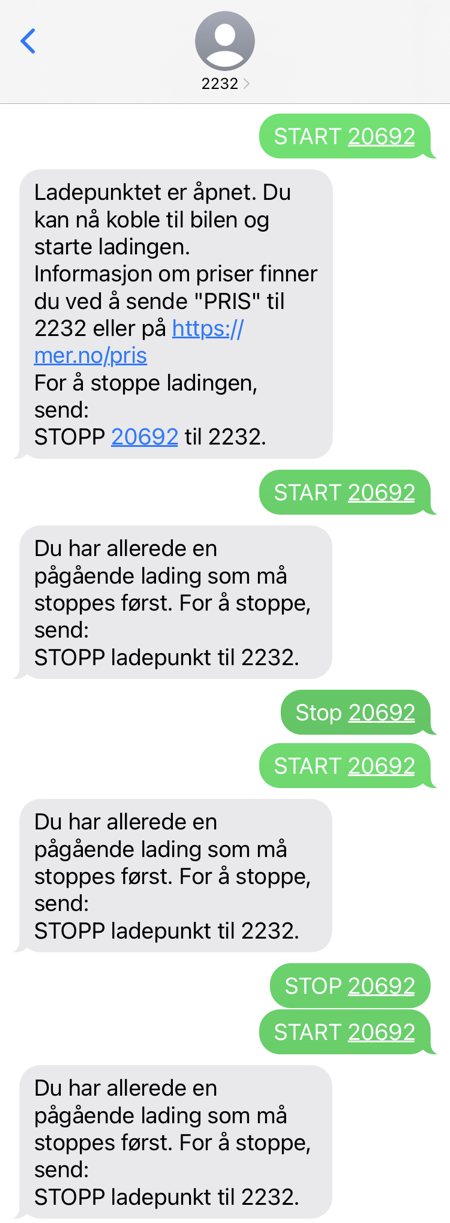 2232
START 20692
Ladepunktet er åpnet. Du
kan nå koble til bilen og
starte ladingen.
Informasjon om priser finner
du ved å sende "PRIS" til
2232 eller på https://
mer.no/pris
For å stoppe ladingen,
send:
STOPP 20692 til 2232.
START 20692
Du har allerede en
pågående lading som må
stoppes først. For å stoppe,
send:
STOPP ladepunkt til 2232.
Stop 20692
START 20692
Du har allerede en
pågående lading som må
stoppes først. For å stoppe,
send:
STOPP ladepunkt til 2232.
STOP 20692
START 20692
Du har allerede en
pågående lading som må
stoppes først. For å stoppe,
send:
STOPP ladepunkt til 2232.